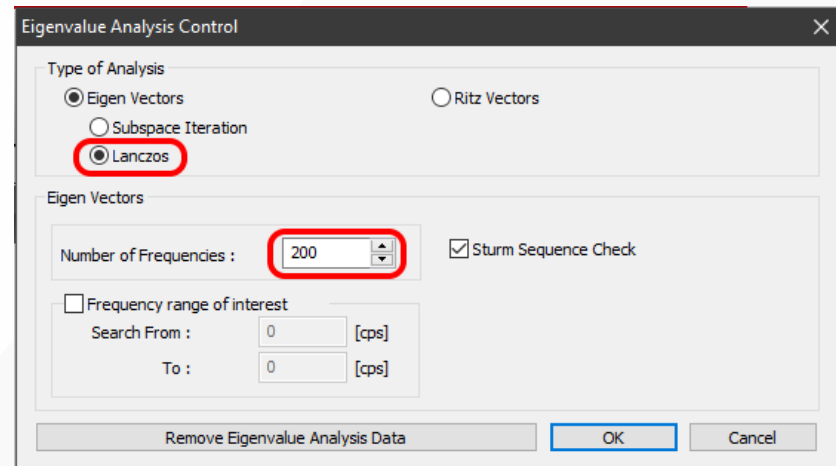 Eigenvalue Analysis Control
Type of Analysis
Eigen Vectors
Ritz Vectors
Subspace Iteration
Lanczos
Eigen Vectors
Number of Frequencies :
200
Sturm Sequence Check
Frequency range of interest
Search From :
0
[cps]
To :
0
[cps]
Remove Eigenvalue Analysis Data
OK
Cancel